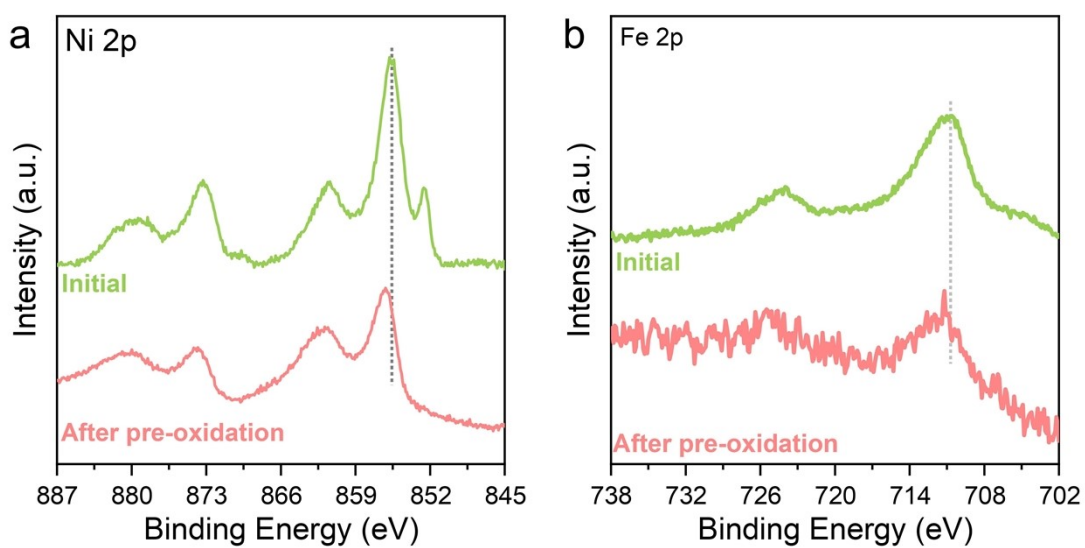 a
Ni 2p
Intensity (a.u.)
Initial
After pre-oxidation
887 880 873 866 859 852 845
Binding Energy (eV)
b
Fe 2p
Intensity (a.u.)
Initial
After pre-oxidation
738 732 726 720 711 708 702
Binding Energy (eV)